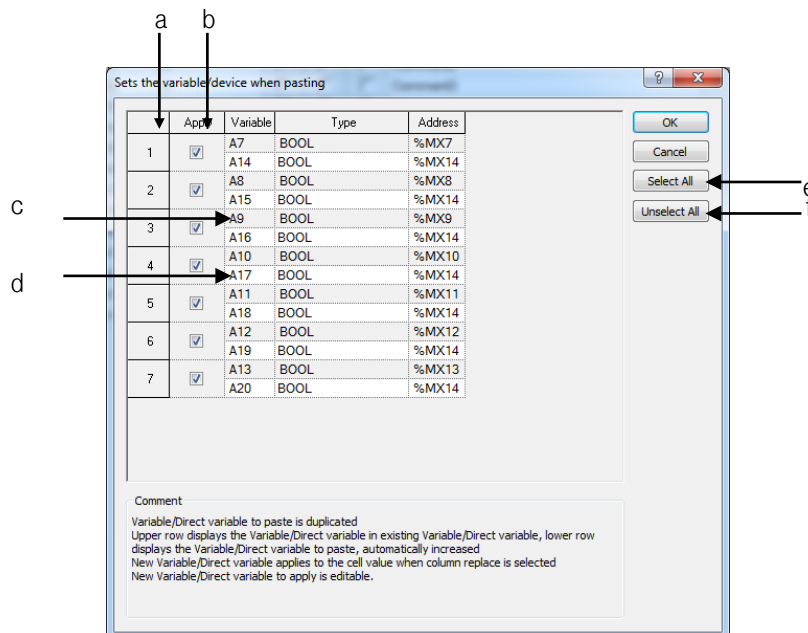 a b
Sets the variable/device when pasting
Apply Variable Type Address OK
1 A7 BOOL %MX7
A14 BOOL %MX14 Cancel
2 A8 BOOL %MX8 Select All e
A15 BOOL %MX14
c 3 A9 BOOL %MX9 Unselect All
A16 BOOL %MX14
4 A10 BOOL %MX10
d A17 BOOL %MX14
5 A11 BOOL %MX11
A18 BOOL %MX14
6 A12 BOOL %MX12
A19 BOOL %MX14
7 A13 BOOL %MX13
A20 BOOL %MX14
Comment
Variable/Direct variable to paste is duplicated
Upper row displays the Variable/Direct variable in existing Variable/Direct variable, lower row
displays the Variable/Direct variable to paste, automatically increased
New Variable/Direct variable applies to the cell value when column replace is selected
New Variable/Direct variable to apply is editable.